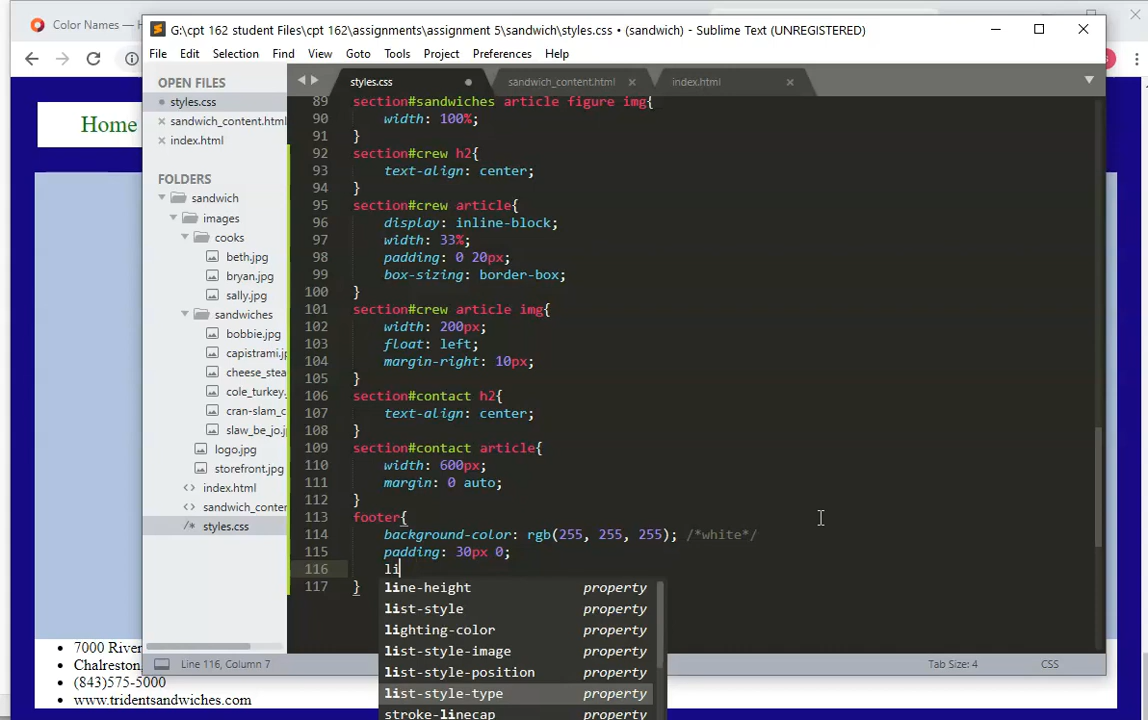 Color Names — H
G:\cpt 162 student Files\cpt 162\assignments\assignment 5\sandwich\styles.css • (sandwich) - Sublime Text (UNREGISTERED)
File Edit Selection Find View Goto Tools Project Preferences Help
OPEN FILES
styles.css
sandwich_content.html
index.html
FOLDERS
sandwich
images
cooks
beth.jpg
bryan.jpg
sally.jpg
sandwiches
bobbie.jpg
capistrami.j
cheese_stea
cole_turkey.
cran-slam_c
slaw_be_jo.j
logo.jpg
storefront.jpg
index.html
sandwich_conter
styles.css
styles.css sandwich_content.html index.html
89 section#sandwiches article figure img{
90 width: 100%;
91 }
92 section#crew h2{
93 text-align: center;
94 }
95 section#crew article{
96 display: inline-block;
97 width: 33%;
98 padding: 0 20px;
99 box-sizing: border-box;
100 }
101 section#crew article img{
102 width: 200px;
103 float: left;
104 margin-right: 10px;
105 }
106 section#contact h2{
107 text-align: center;
108 }
109 section#contact article{
110 width: 600px;
111 margin: 0 auto;
112 }
113 footer{
114 background-color: rgb(255, 255, 255); /*white*/
115 padding: 30px 0;
116 li
117 }
line-height property
list-style property
lighting-color property
list-style-image property
list-style-position property
list-style-type property
stroke-linecap property
Line 116, Column 7 Tab Size: 4 CSS
Home
7000 River
Chalreston,
(843)575-5000
www.tridentsandwiches.com